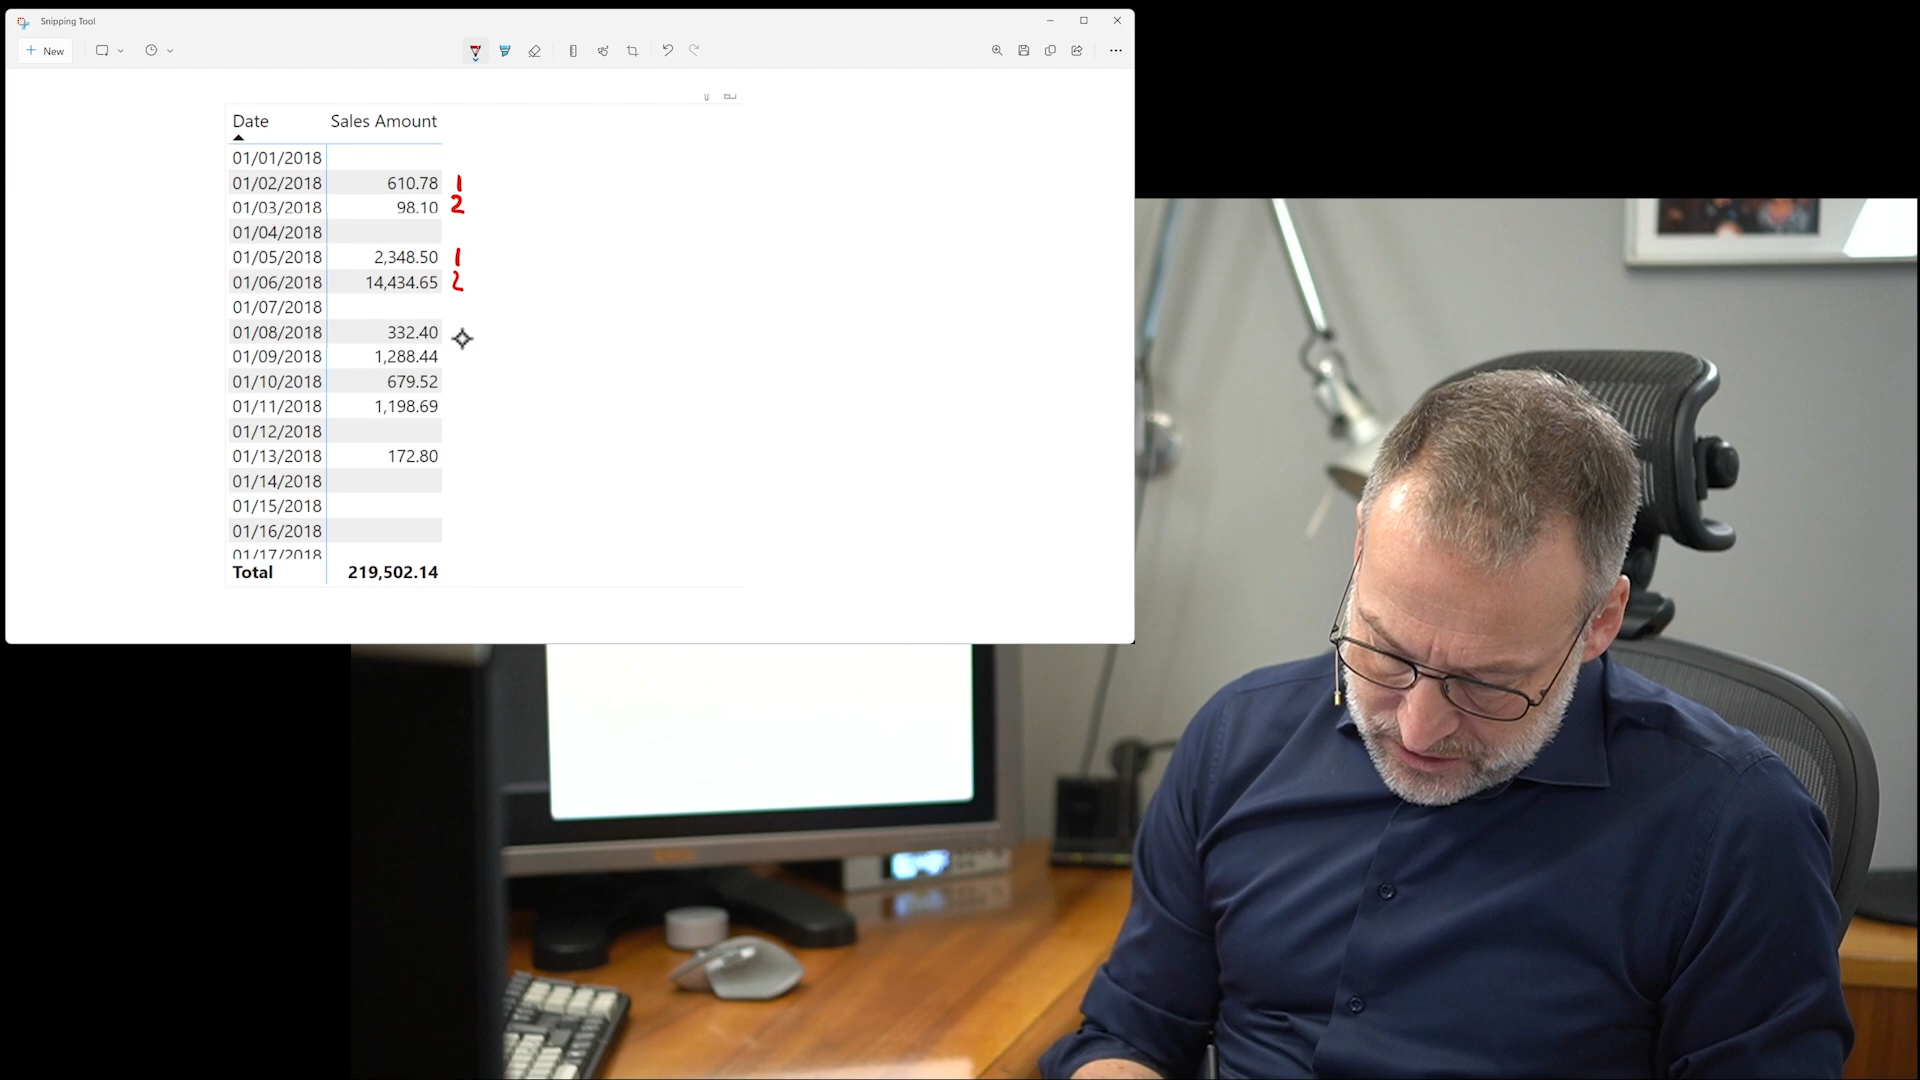 Snipping Tool
New
Date Sales Amount
01/01/2018
01/02/2018 610.78 1
01/03/2018 98.10 2
01/04/2018
01/05/2018 2,348.50 1
01/06/2018 14,434.65 2
01/07/2018
01/08/2018 332.40
01/09/2018 1,288.44
01/10/2018 679.52
01/11/2018 1,198.69
01/12/2018
01/13/2018 172.80
01/14/2018
01/15/2018
01/16/2018
01/17/2018
Total 219,502.14